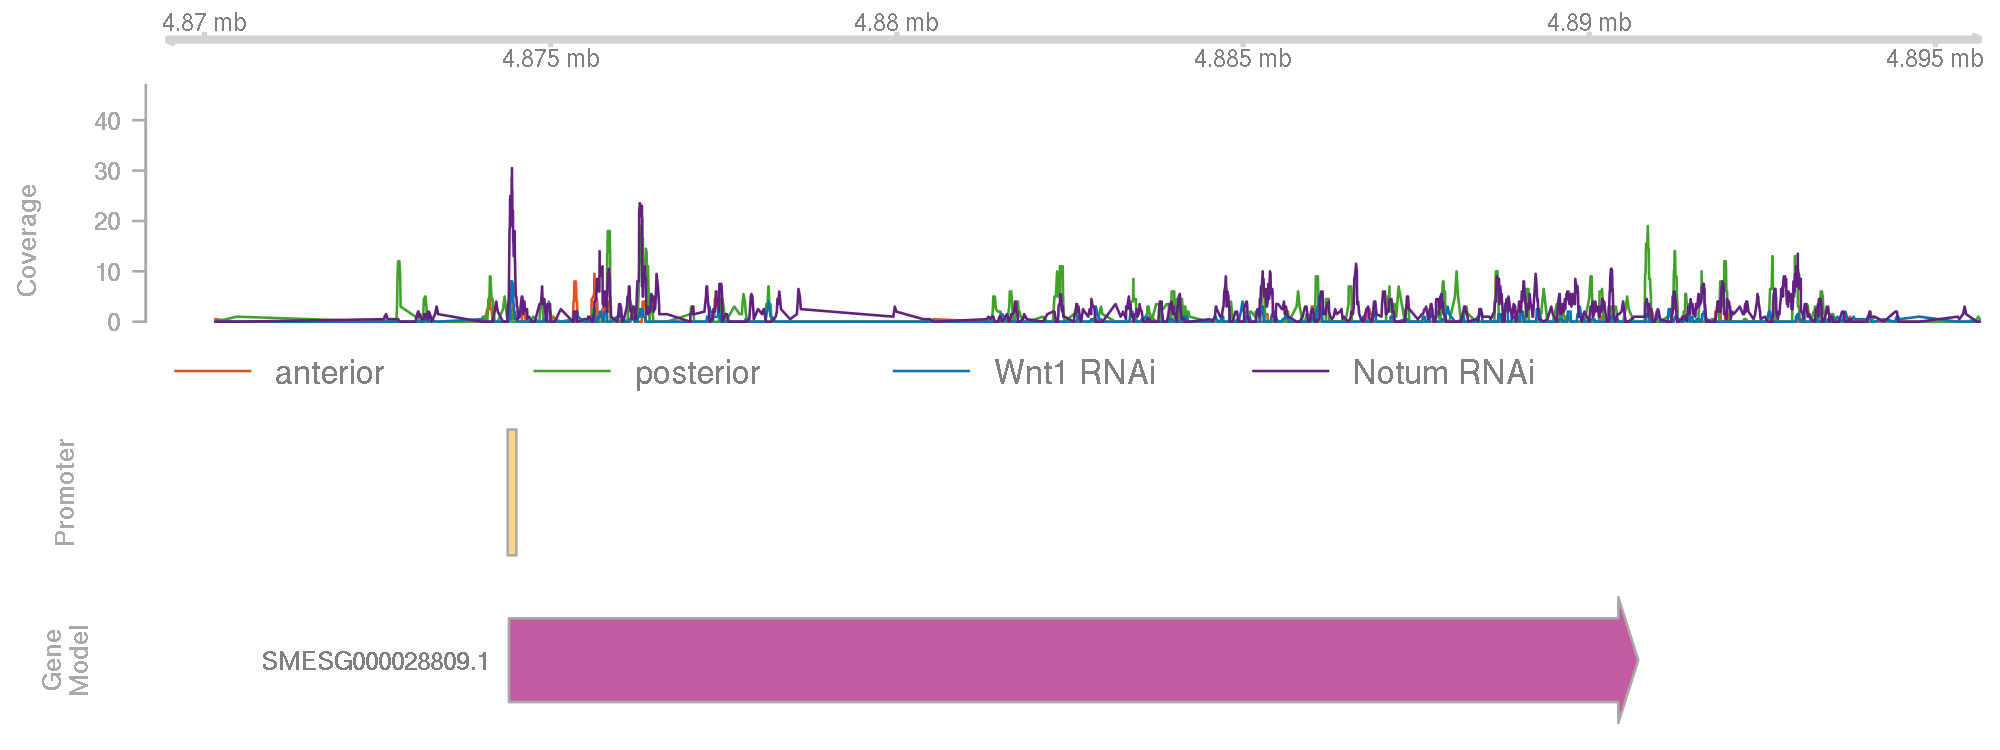 4.87 mb 4.88 mb 4.89 mb
4.875 mb 4.885 mb 4.895 mb
Coverage
40
30
20
10
0
anterior posterior Wnt1 RNAi Notum RNAi
Promoter
Gene
Model
SMESG000028809.1